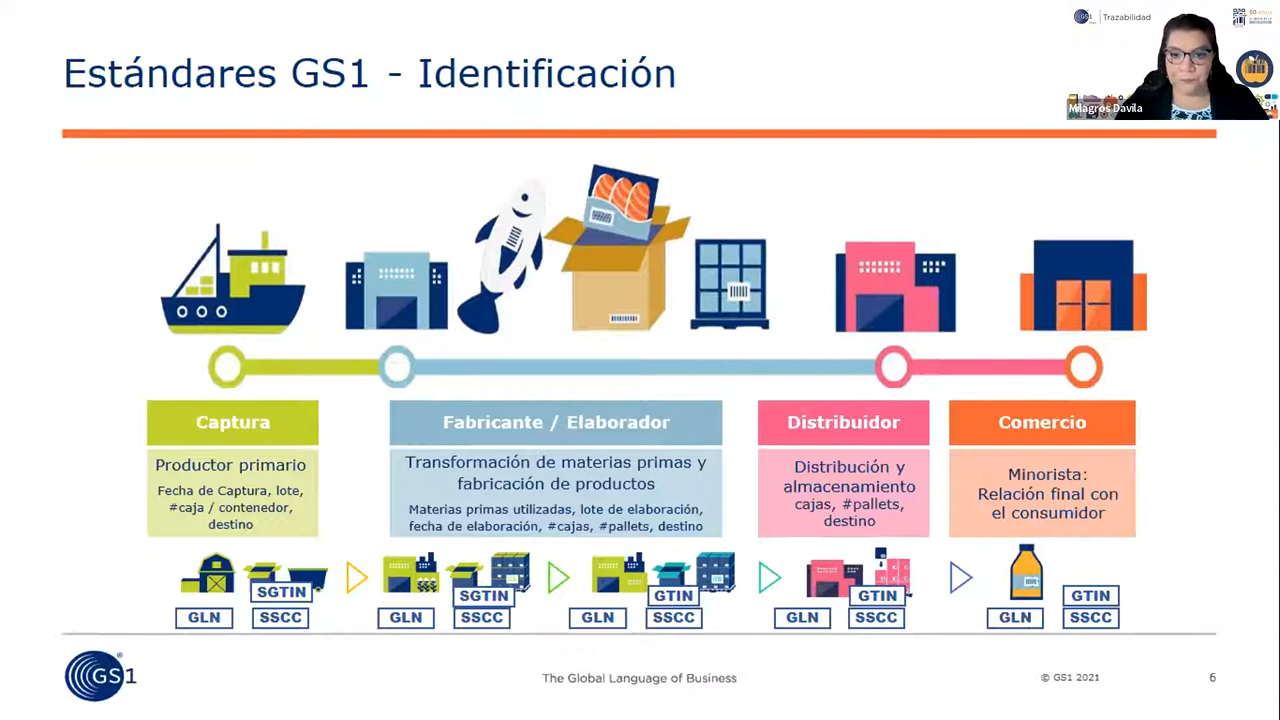 Estándares GS1 - Identificación
GS1
Trazabilidad
Milagros Davila
Captura
Productor primario
Fecha de Captura, lote,
#caja / contenedor,
destino
Fabricante / Elaborador
Transformación de materias primas y
fabricación de productos
Materias primas utilizadas, lote de elaboración,
fecha de elaboración, #cajas, #pallets, destino
Distribuidor
Distribución y
almacenamiento
cajas, #pallets,
destino
Comercio
Minorista:
Relación final con
el consumidor
SGTIN
GLN
SSCC
SGTIN
GLN
SSCC
GTIN
GLN
SSCC
GTIN
GLN
SSCC
GTIN
GLN
SSCC
GS1
®
The Global Language of Business
© GS1 2021
6